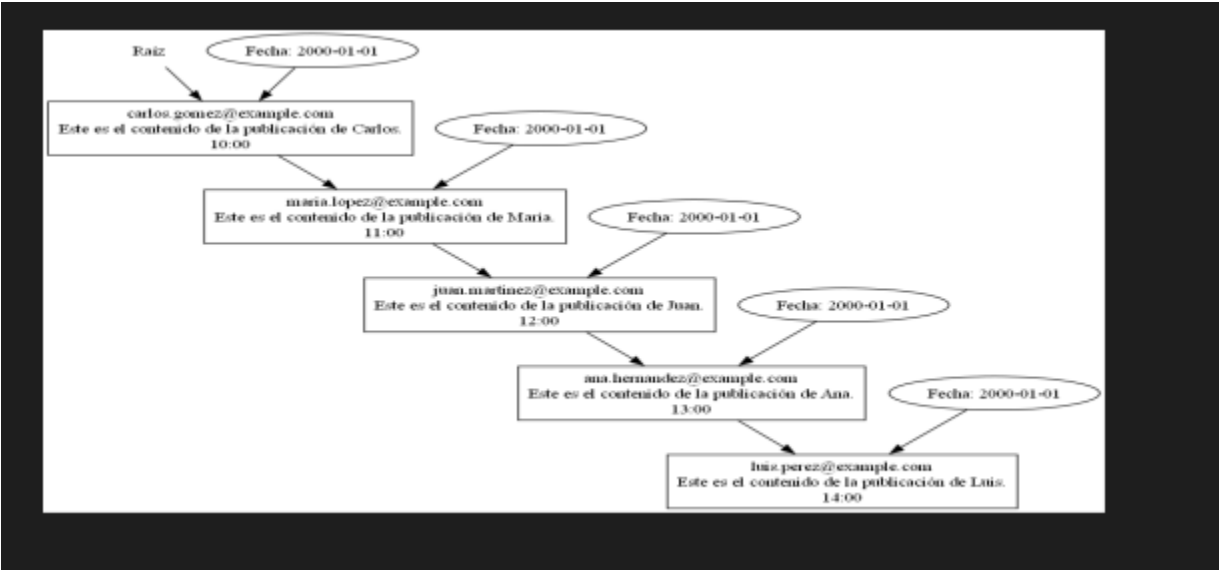 Raíz
Fecha: 2000-01-01
carlos.gomez@example.com
Este es el contenido de la publicación de Carlos.
10:00
Fecha: 2000-01-01
maria.lopez@example.com
Este es el contenido de la publicación de Maria.
11:00
Fecha: 2000-01-01
juan.martinez@example.com
Este es el contenido de la publicación de Juan.
12:00
Fecha: 2000-01-01
ana.hernandez@example.com
Este es el contenido de la publicación de Ana.
13:00
Fecha: 2000-01-01
luis.perez@example.com
Este es el contenido de la publicación de Luis.
14:00